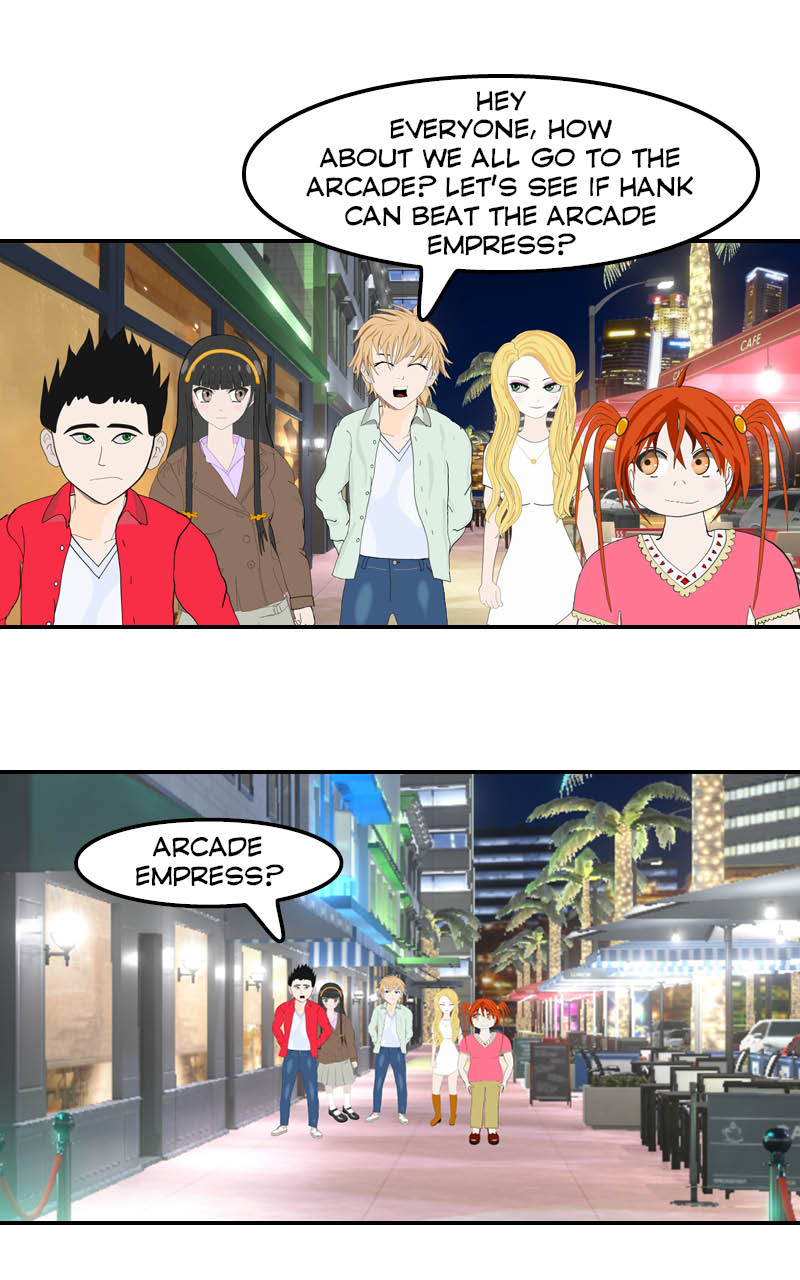 HEY
EVERYONE, HOW
ABOUT WE ALL GO TO THE
ARCADE? LET'S SEE IF HANK
CAN BEAT THE ARCADE
EMPRESS?
CAFE
CAFE
ARCADE
EMPRESS?